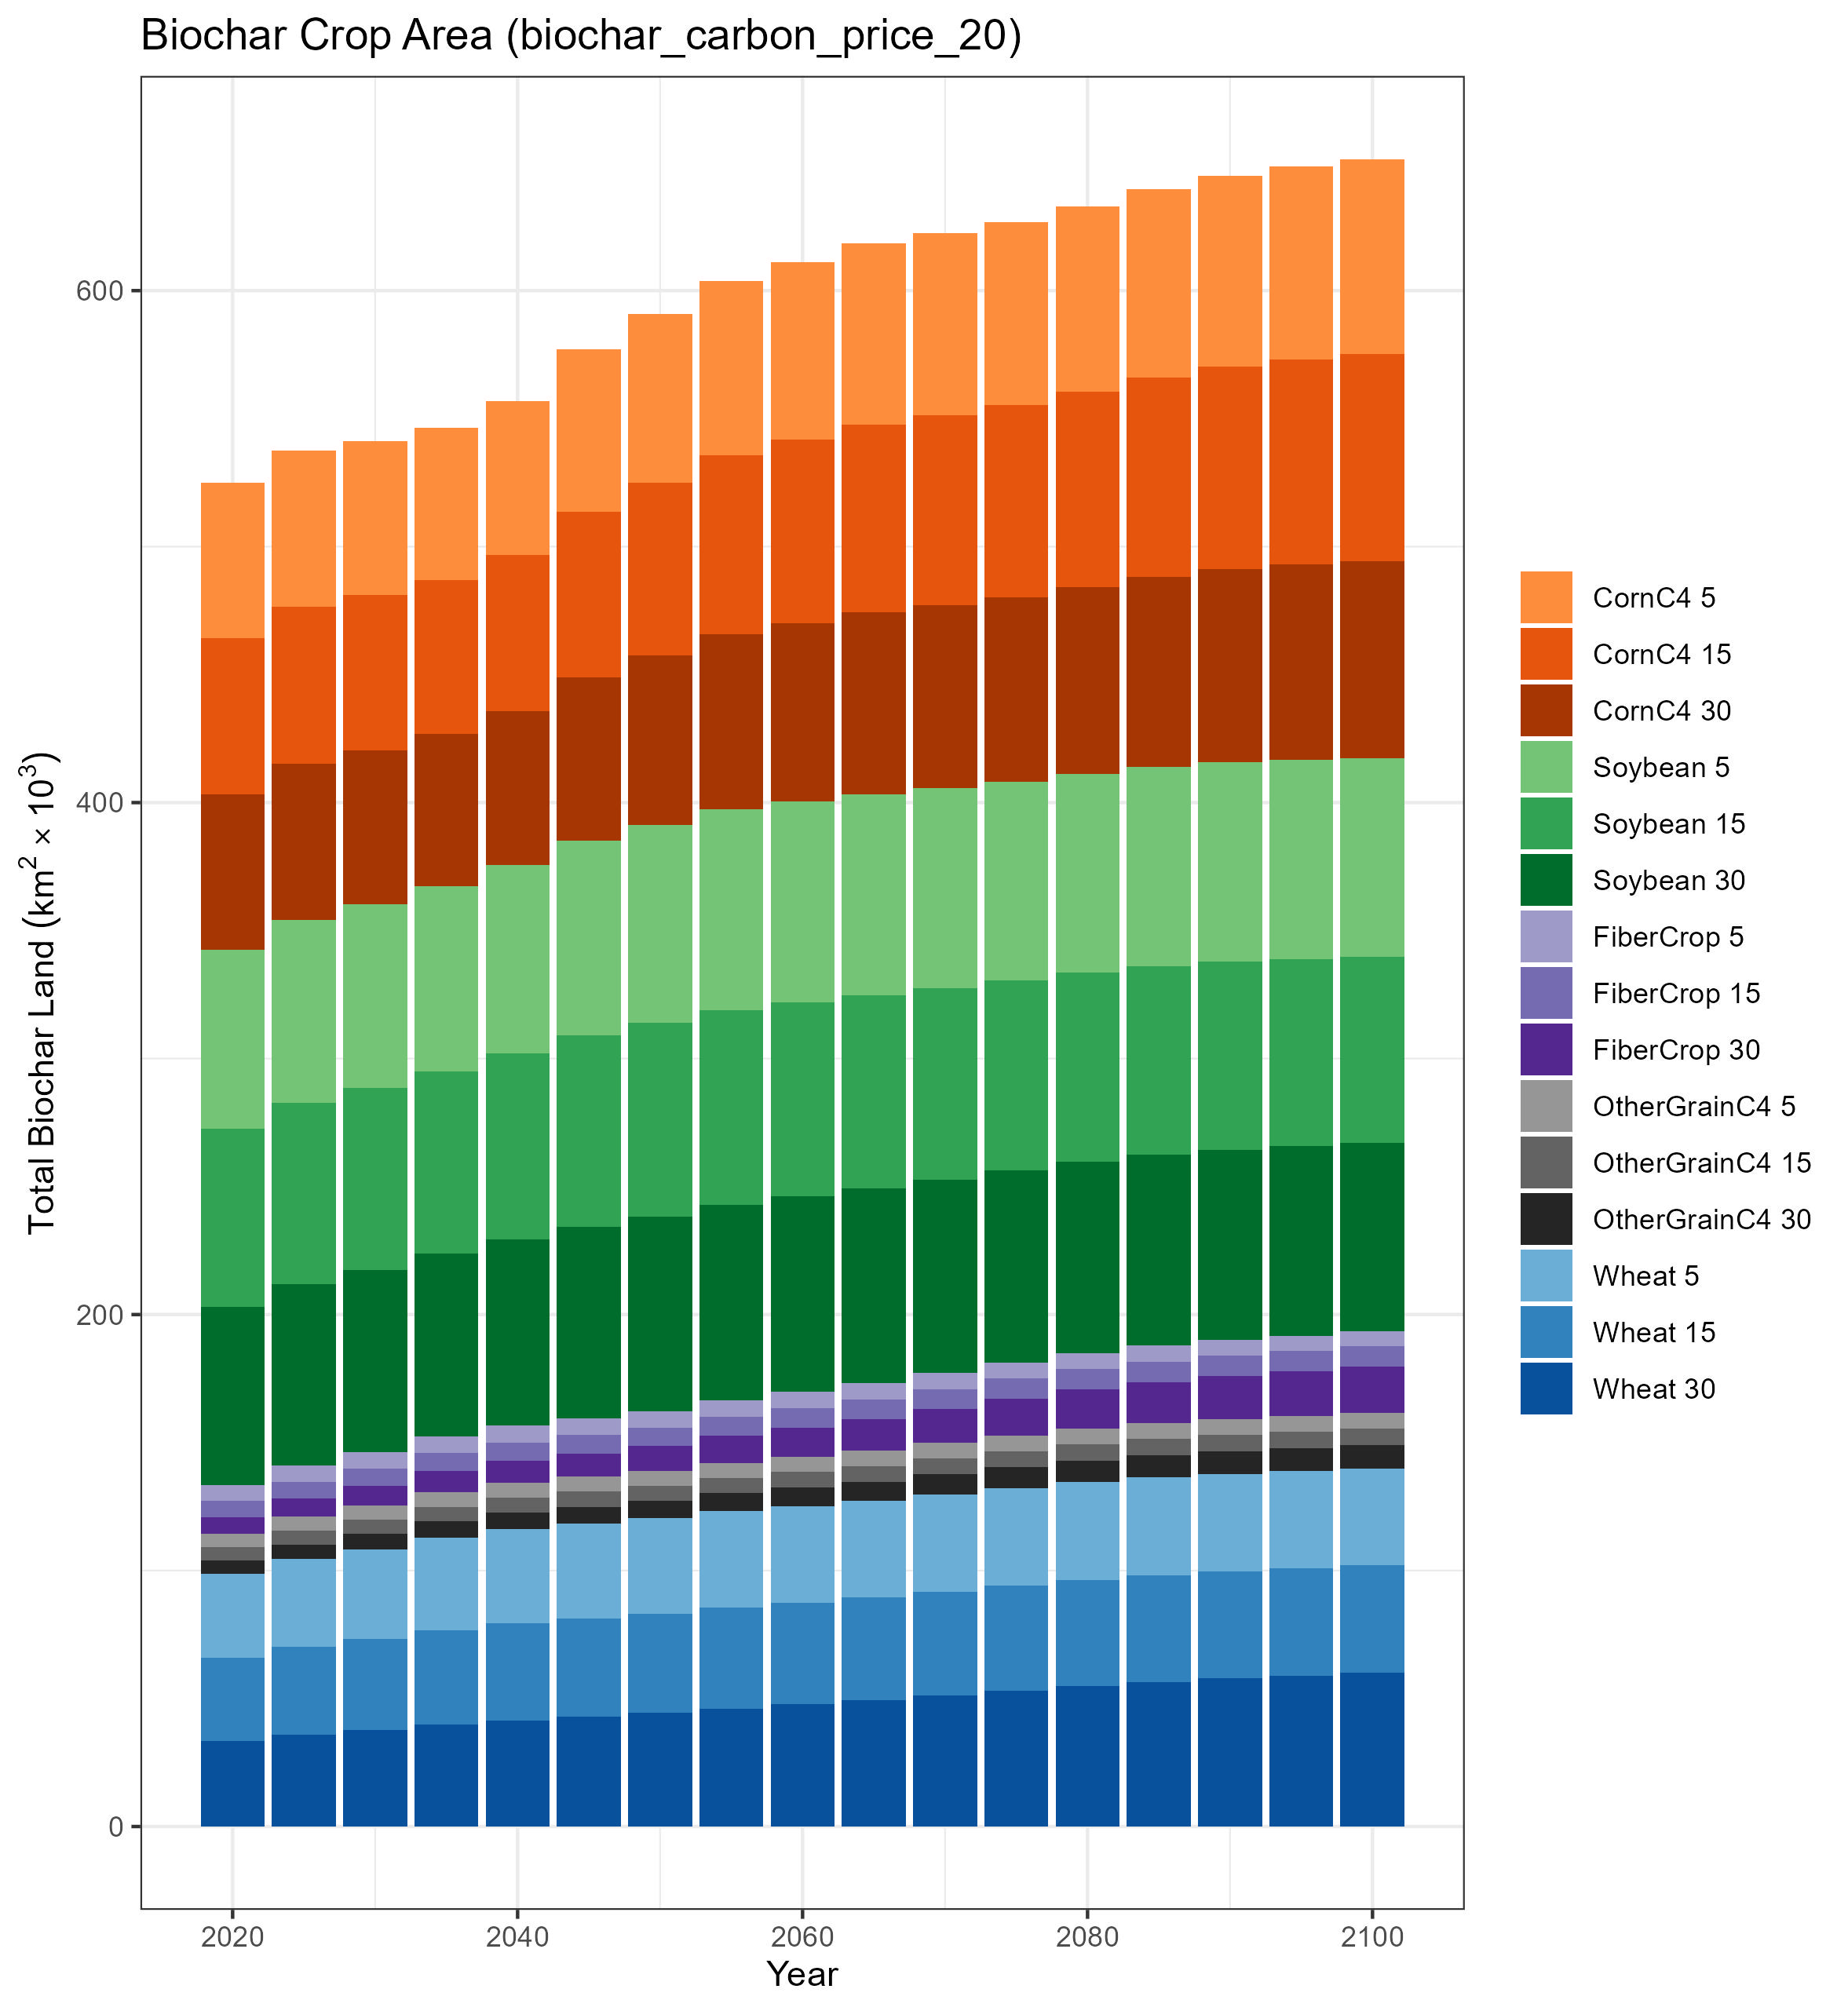 Biochar Crop Area (biochar_carbon_price_20)
Total Biochar Land (km² × 10³)
600
400
200
0
2020 2040 2060 2080 2100
Year
CornC4 5
CornC4 15
CornC4 30
Soybean 5
Soybean 15
Soybean 30
FiberCrop 5
FiberCrop 15
FiberCrop 30
OtherGrainC4 5
OtherGrainC4 15
OtherGrainC4 30
Wheat 5
Wheat 15
Wheat 30